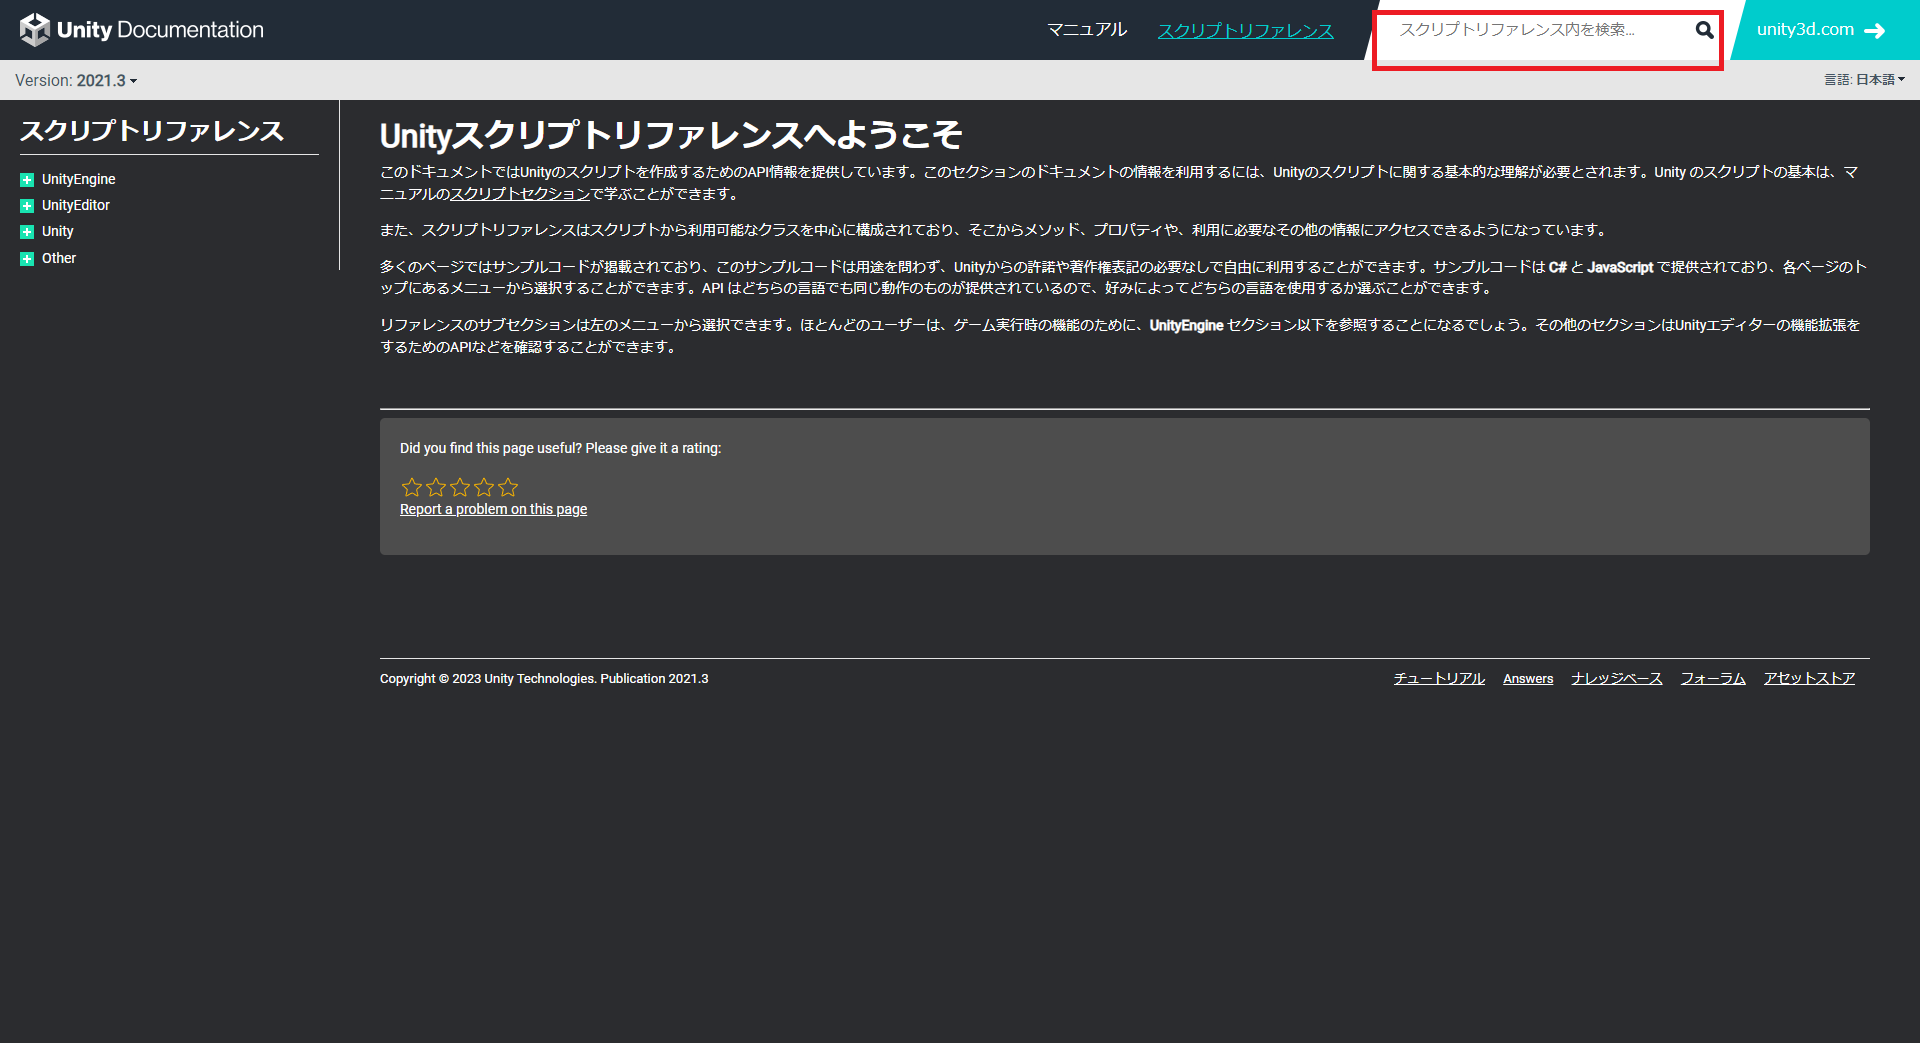 Unity Documentation
マニュアル
スクリプトリファレンス
スクリプトリファレンス内を検索...
unity3d.com
Version: 2021.3
言語: 日本語
スクリプトリファレンス
UnityEngine
UnityEditor
Unity
Other
Unityスクリプトリファレンスへようこそ
このドキュメントではUnityのスクリプトを作成するためのAPI情報を提供しています。このセクションのドキュメントの情報を利用するには、Unityのスクリプトに関する基本的な理解が必要とされます。Unity のスクリプトの基本は、マ
ニュアルのスクリプトセクションで学ぶことができます。
また、スクリプトリファレンスはスクリプトから利用可能なクラスを中心に構成されており、そこからメソッド、プロパティや、利用に必要なその他の情報にアクセスできるようになっています。
多くのページではサンプルコードが掲載されており、このサンプルコードは用途を問わず、Unityからの許諾や著作権表記の必要なしで自由に利用することができます。サンプルコードは C# と JavaScript で提供されており、各ページのト
ップにあるメニューから選択することができます。API はどちらの言語でも同じ動作のものが提供されているので、好みによってどちらの言語を使用するか選ぶことができます。
リファレンスのサブセクションは左のメニューから選択できます。ほとんどのユーザーは、ゲーム実行時の機能のために、UnityEngine セクション以下を参照することになるでしょう。その他のセクションはUnityエディターの機能拡張を
するためのAPIなどを確認することができます。
Did you find this page useful? Please give it a rating:
Report a problem on this page
Copyright © 2023 Unity Technologies. Publication 2021.3
チュートリアル
Answers
ナレッジベース
フォーラム
アセットストア